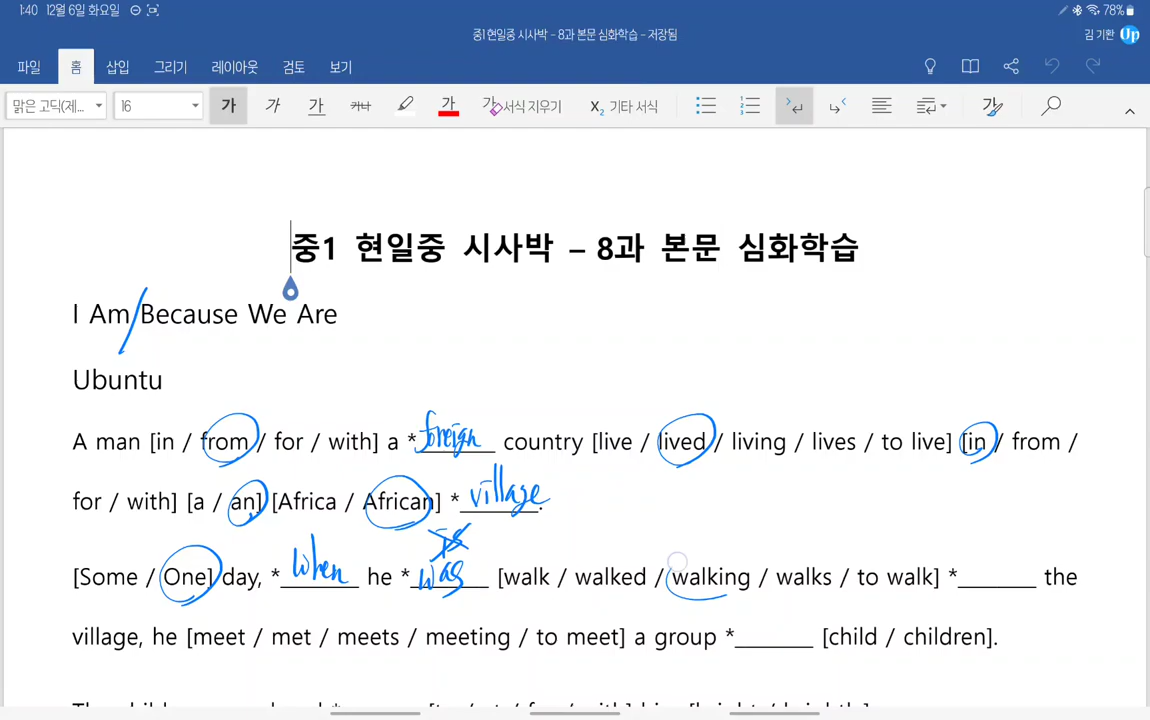 1:40 12월 6일 화요일 78%
중1 현일중 시사박 – 8과 본문 심화학습 – 저장됨
김 기환 Up
파일 홈 삽입 그리기 레이아웃 검토 보기
맑은 고딕(제... 16 가 가 가 가나 가 서식 지우기 X₂ 기타 서식
중1 현일중 시사박 – 8과 본문 심화학습
I Am/Because We Are
Ubuntu
A man [in / from / for / with] a *foreign country [live / lived / living / lives / to live] [in / from /
for / with] [a / an] [Africa / African] *village.
is
[Some / One] day, *when he *was [walk / walked / walking / walks / to walk] *________ the
village, he [meet / met / meets / meeting / to meet] a group *________ [child / children].